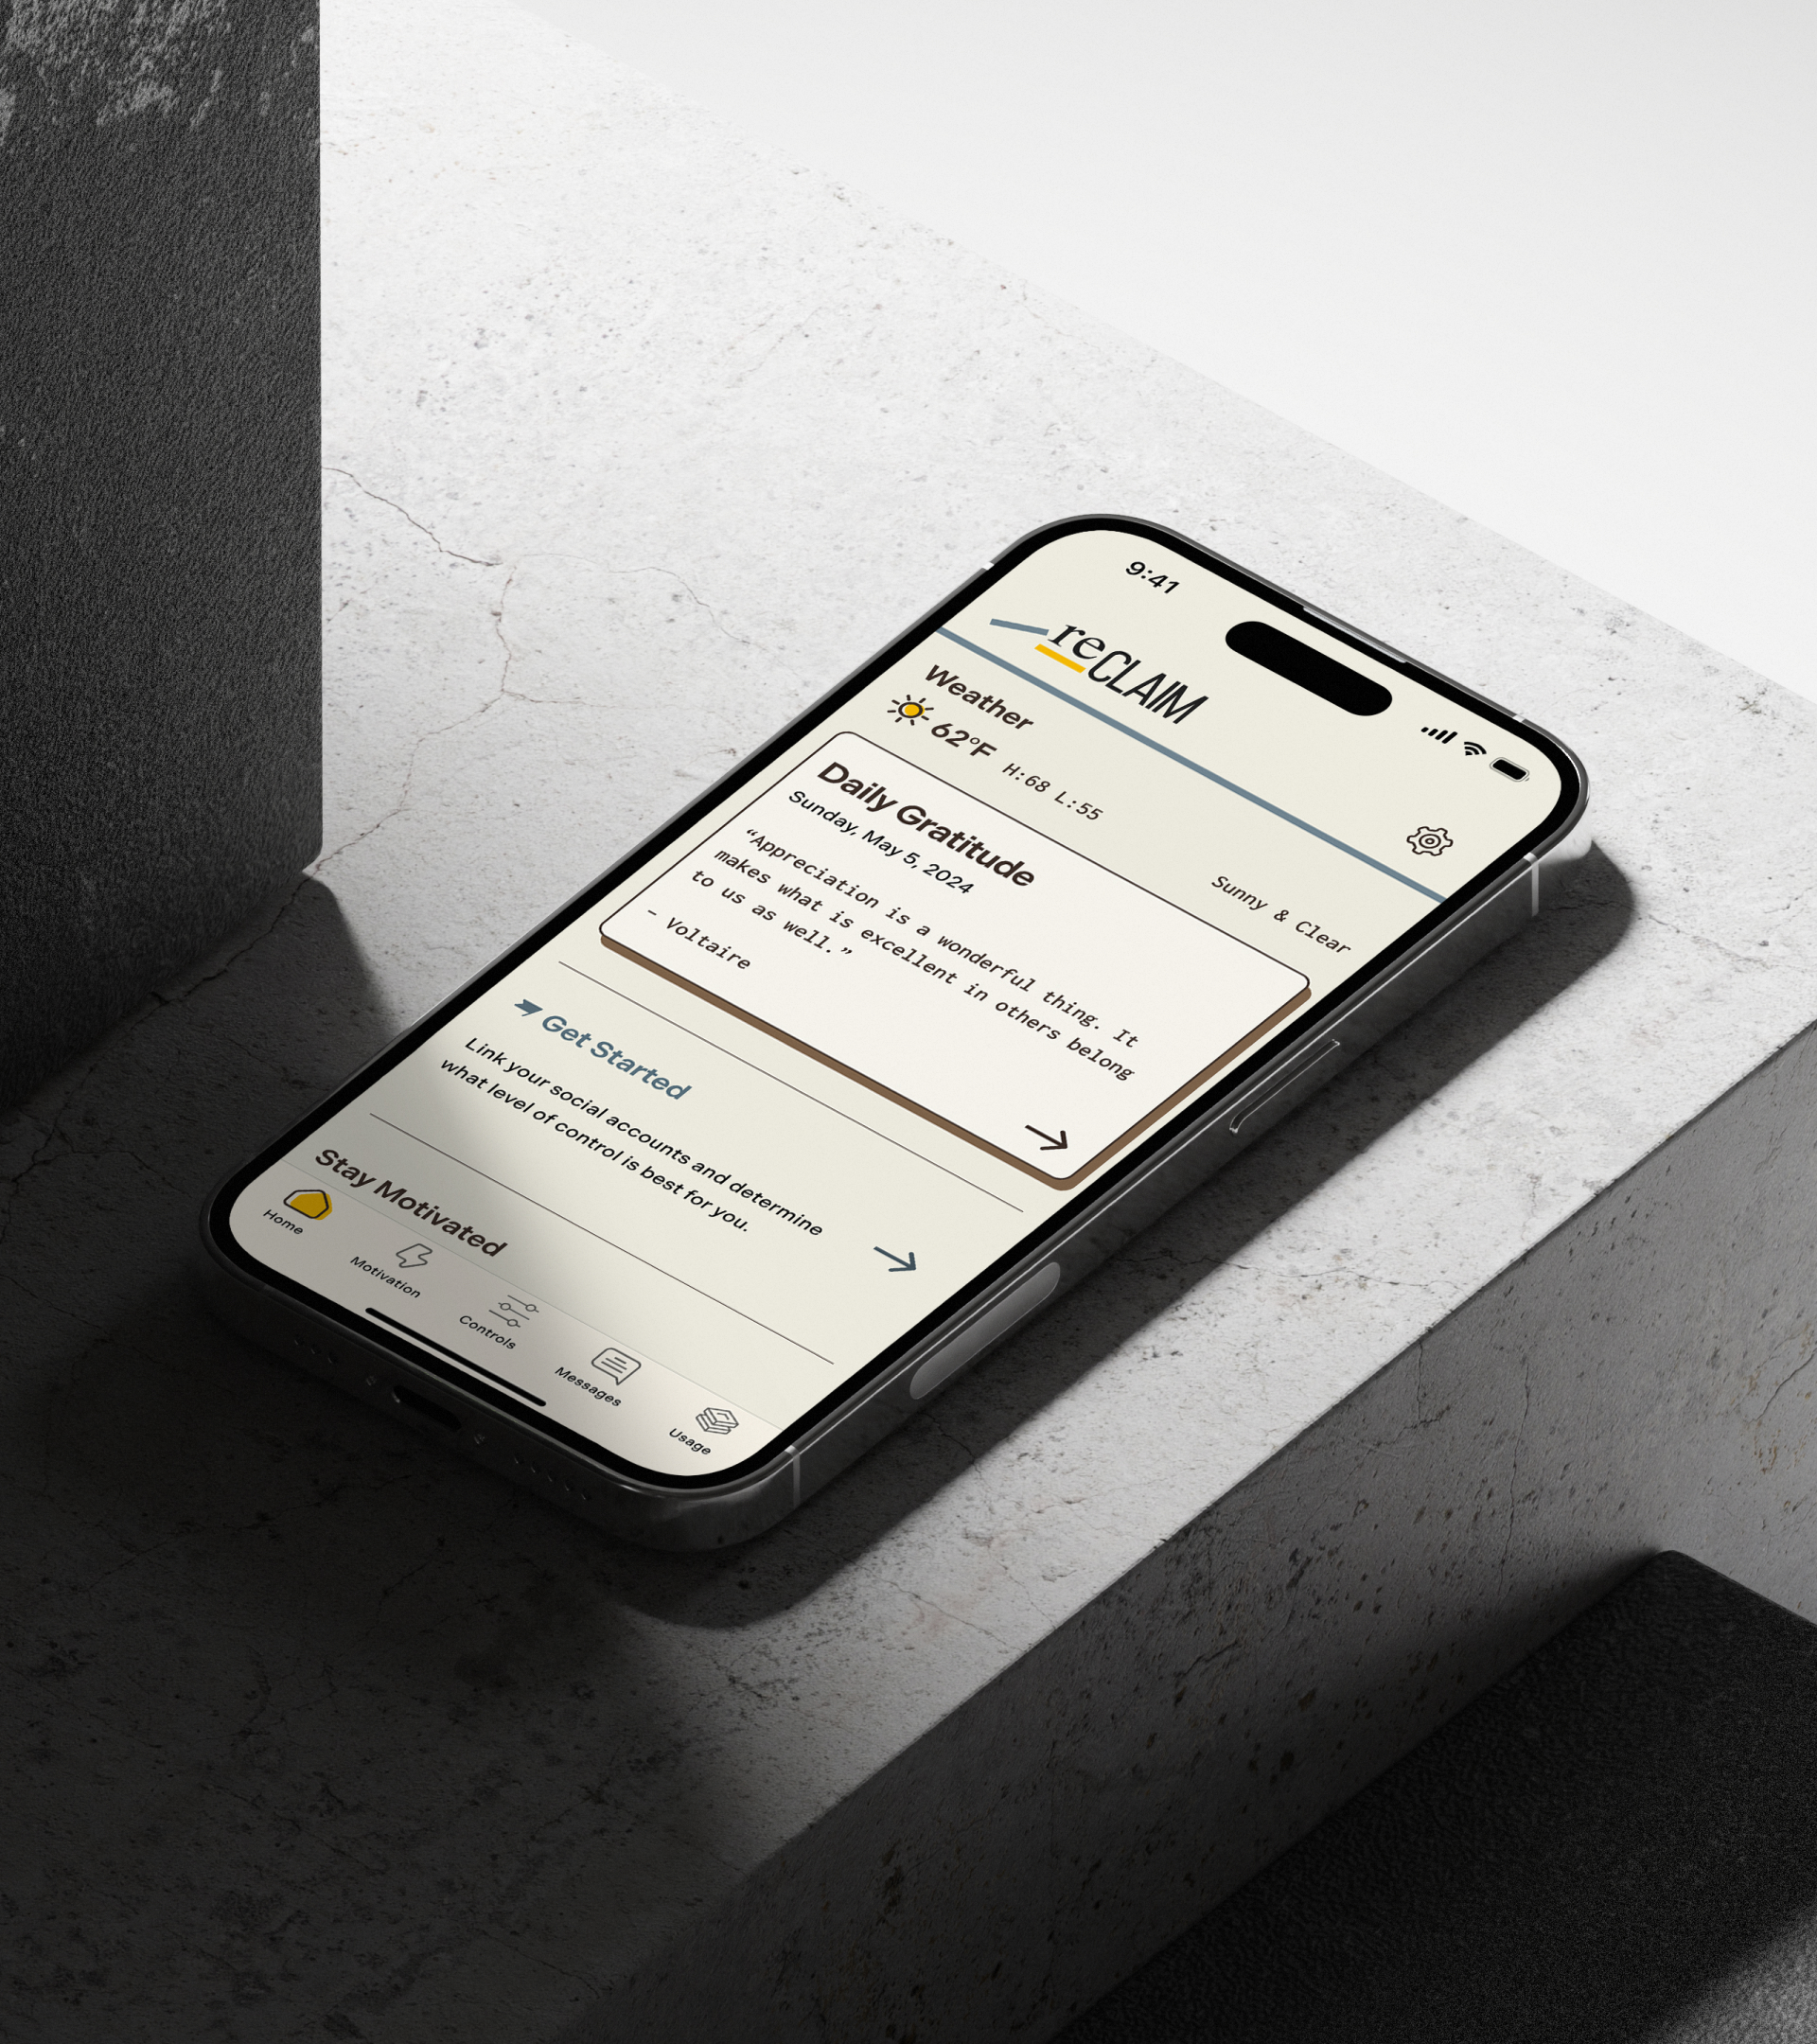 9:41
reCLAIM
Weather
62°F H:68 L:55
Sunny & Clear
Daily Gratitude
Sunday, May 5, 2024
“Appreciation is a wonderful thing. It
makes what is excellent in others belong
to us as well.”
- Voltaire
Get Started
Link your social accounts and determine
what level of control is best for you.
Stay Motivated
Home
Motivation
Controls
Messages
Usage